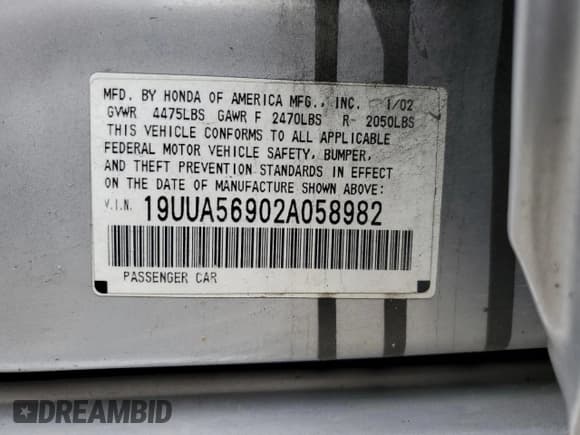 MFD. BY HONDA OF AMERICA MFG., INC. 1/02
GVWR 4475LBS GAWR F 2470LBS R- 2050LBS
THIS VEHICLE CONFORMS TO ALL APPLICABLE
FEDERAL MOTOR VEHICLE SAFETY, BUMPER,
AND THEFT PREVENTION STANDARDS IN EFFECT
ON THE DATE OF MANUFACTURE SHOWN ABOVE:
V.I.N. 19UUA56902A058982
PASSENGER CAR
DREAMBID